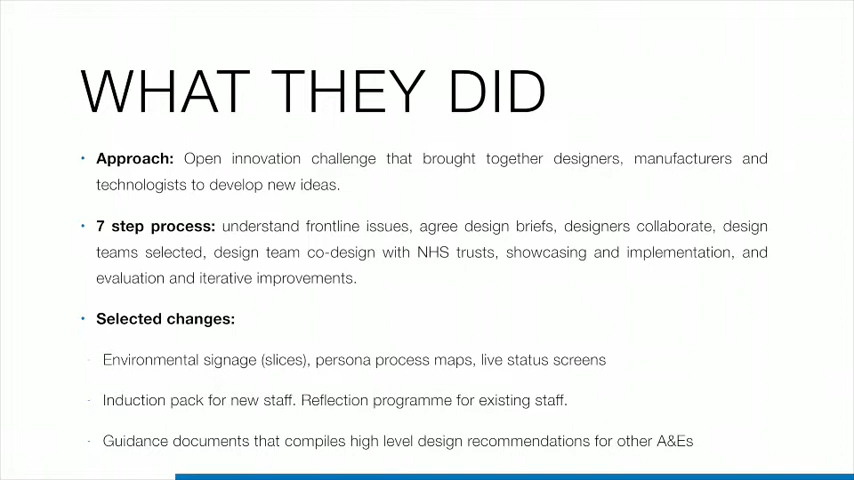 WHAT THEY DID
• Approach: Open innovation challenge that brought together designers, manufacturers and
technologists to develop new ideas.
• 7 step process: understand frontline issues, agree design briefs, designers collaborate, design
teams selected, design team co-design with NHS trusts, showcasing and implementation, and
evaluation and iterative improvements.
• Selected changes:
· Environmental signage (slices), persona process maps, live status screens
· Induction pack for new staff. Reflection programme for existing staff.
· Guidance documents that compiles high level design recommendations for other A&Es